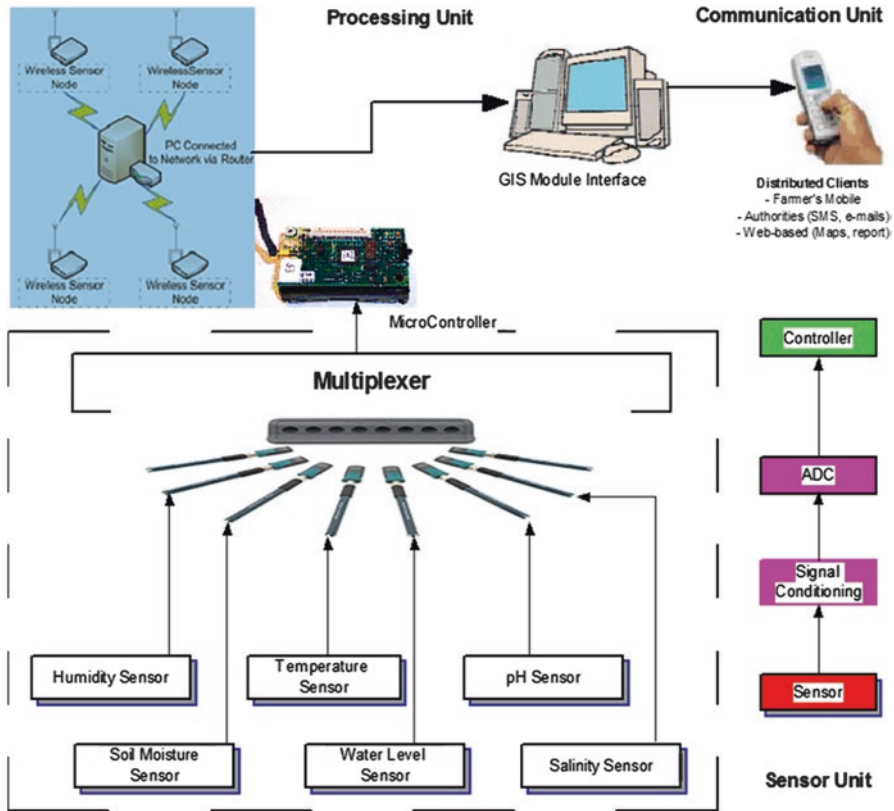 Processing Unit
Communication Unit
Wireless Sensor
Node
WirelessSensor
Node
PC Connected
to Network via Router
Wireless Sensor
Node
Wireless Sensor
Node
GIS Module Interface
Distributed Clients
- Farmer's Mobile
- Authorities (SMS, e-mails)
- Web-based (Maps, report)
MicroController
Multiplexer
Humidity Sensor
Temperature
Sensor
pH Sensor
Soil Moisture
Sensor
Water Level
Sensor
Salinity Sensor
Controller
ADC
Signal
Conditioning
Sensor
Sensor Unit